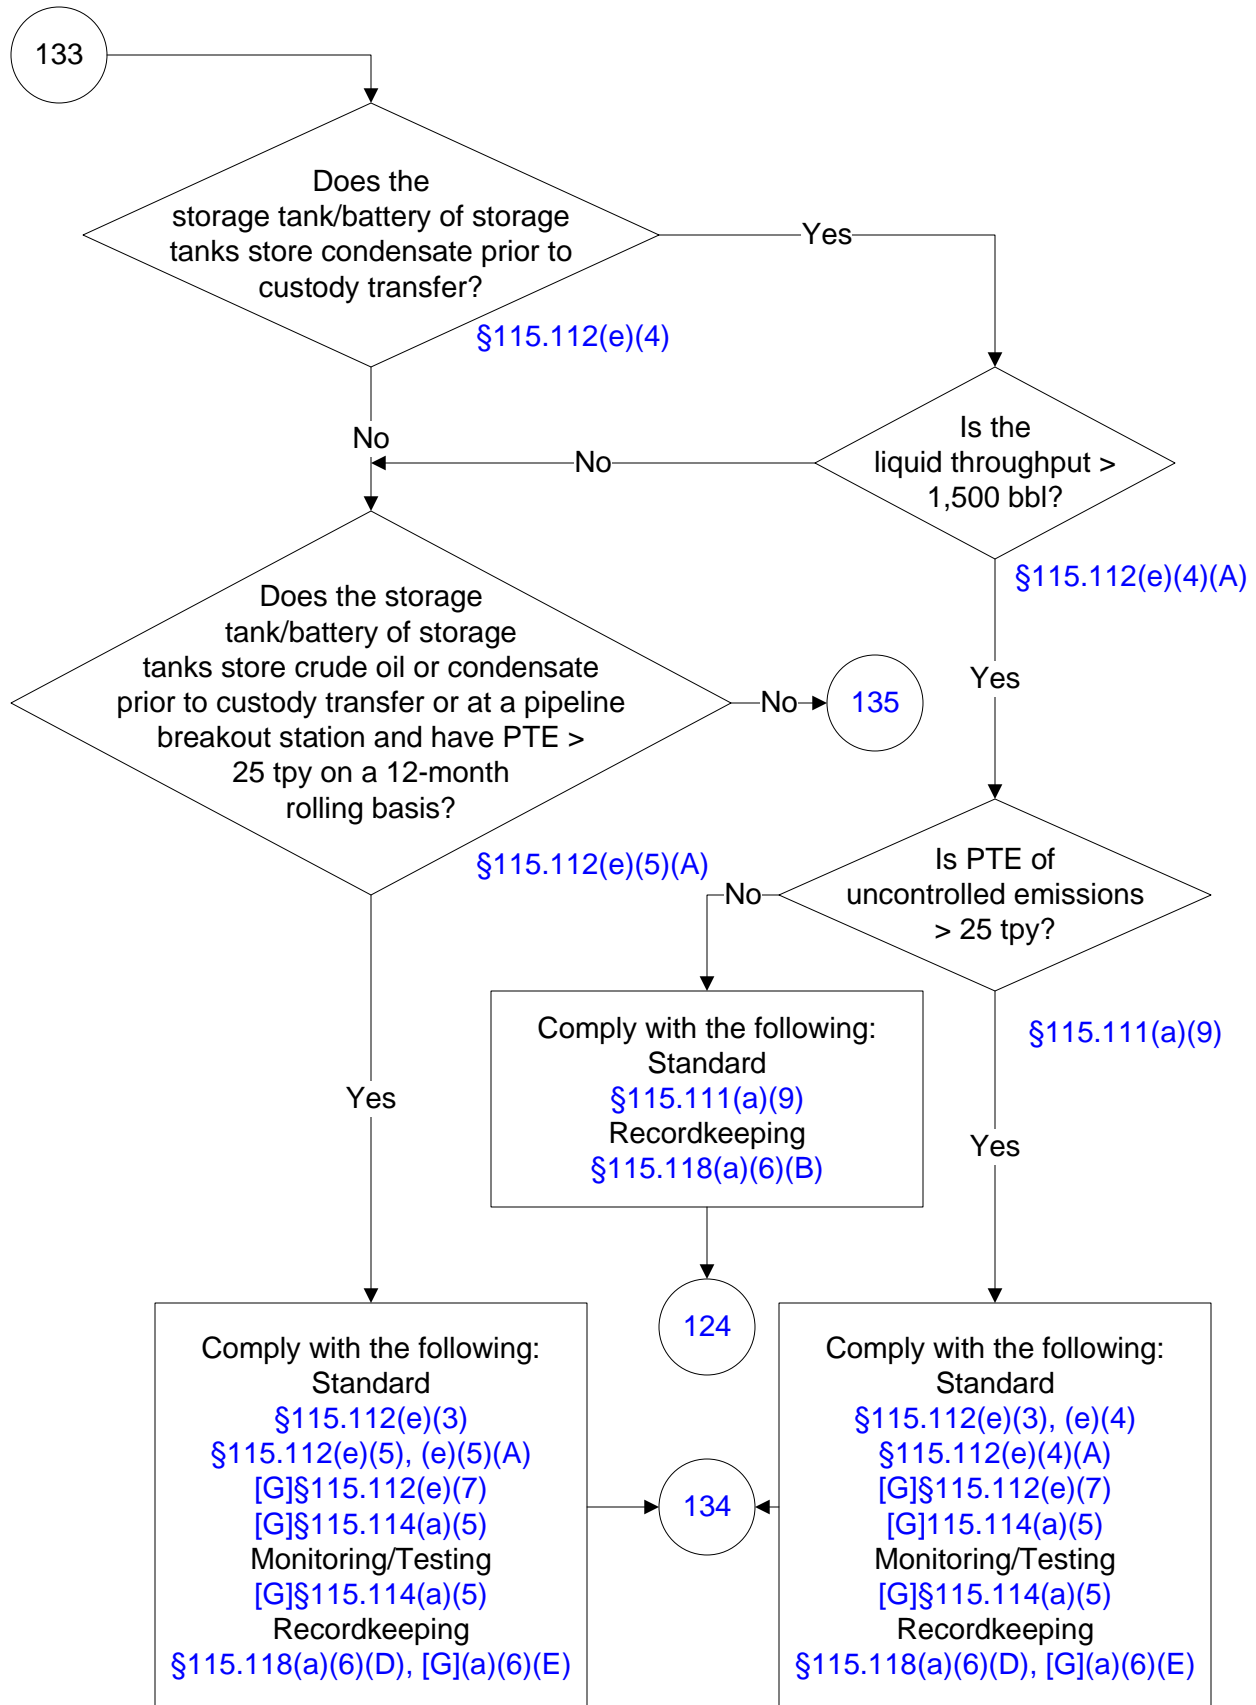 133
Does the
storage tank/battery of storage
tanks store condensate prior to
custody transfer?
§115.112(e)(4)
Yes
No
Is the
liquid throughput >
1,500 bbl?
§115.112(e)(4)(A)
No
Yes
Does the storage
tank/battery of storage
tanks store crude oil or condensate
prior to custody transfer or at a pipeline
breakout station and have PTE >
25 tpy on a 12-month
rolling basis?
§115.112(e)(5)(A)
No
135
Yes
Is PTE of
uncontrolled emissions
> 25 tpy?
§115.111(a)(9)
No
Yes
Comply with the following:
Standard
§115.111(a)(9)
Recordkeeping
§115.118(a)(6)(B)
124
Comply with the following:
Standard
§115.112(e)(3)
§115.112(e)(5), (e)(5)(A)
[G]§115.112(e)(7)
[G]§115.114(a)(5)
Monitoring/Testing
[G]§115.114(a)(5)
Recordkeeping
§115.118(a)(6)(D), [G](a)(6)(E)
134
Comply with the following:
Standard
§115.112(e)(3), (e)(4)
§115.112(e)(4)(A)
[G]§115.112(e)(7)
[G]115.114(a)(5)
Monitoring/Testing
[G]§115.114(a)(5)
Recordkeeping
§115.118(a)(6)(D), [G](a)(6)(E)